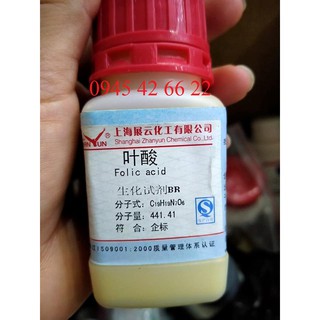 0945 42 66 22
上海展云化工有限公司
Shanghai Zhanyun Chemical Co.,Ltd.
叶酸
Folic acid
生化试剂BR
分子式: C₁₉H₁₉N₇O₆
分子量: 441.41
符 合: 企标
ISO9001:2000质量管理体系认证